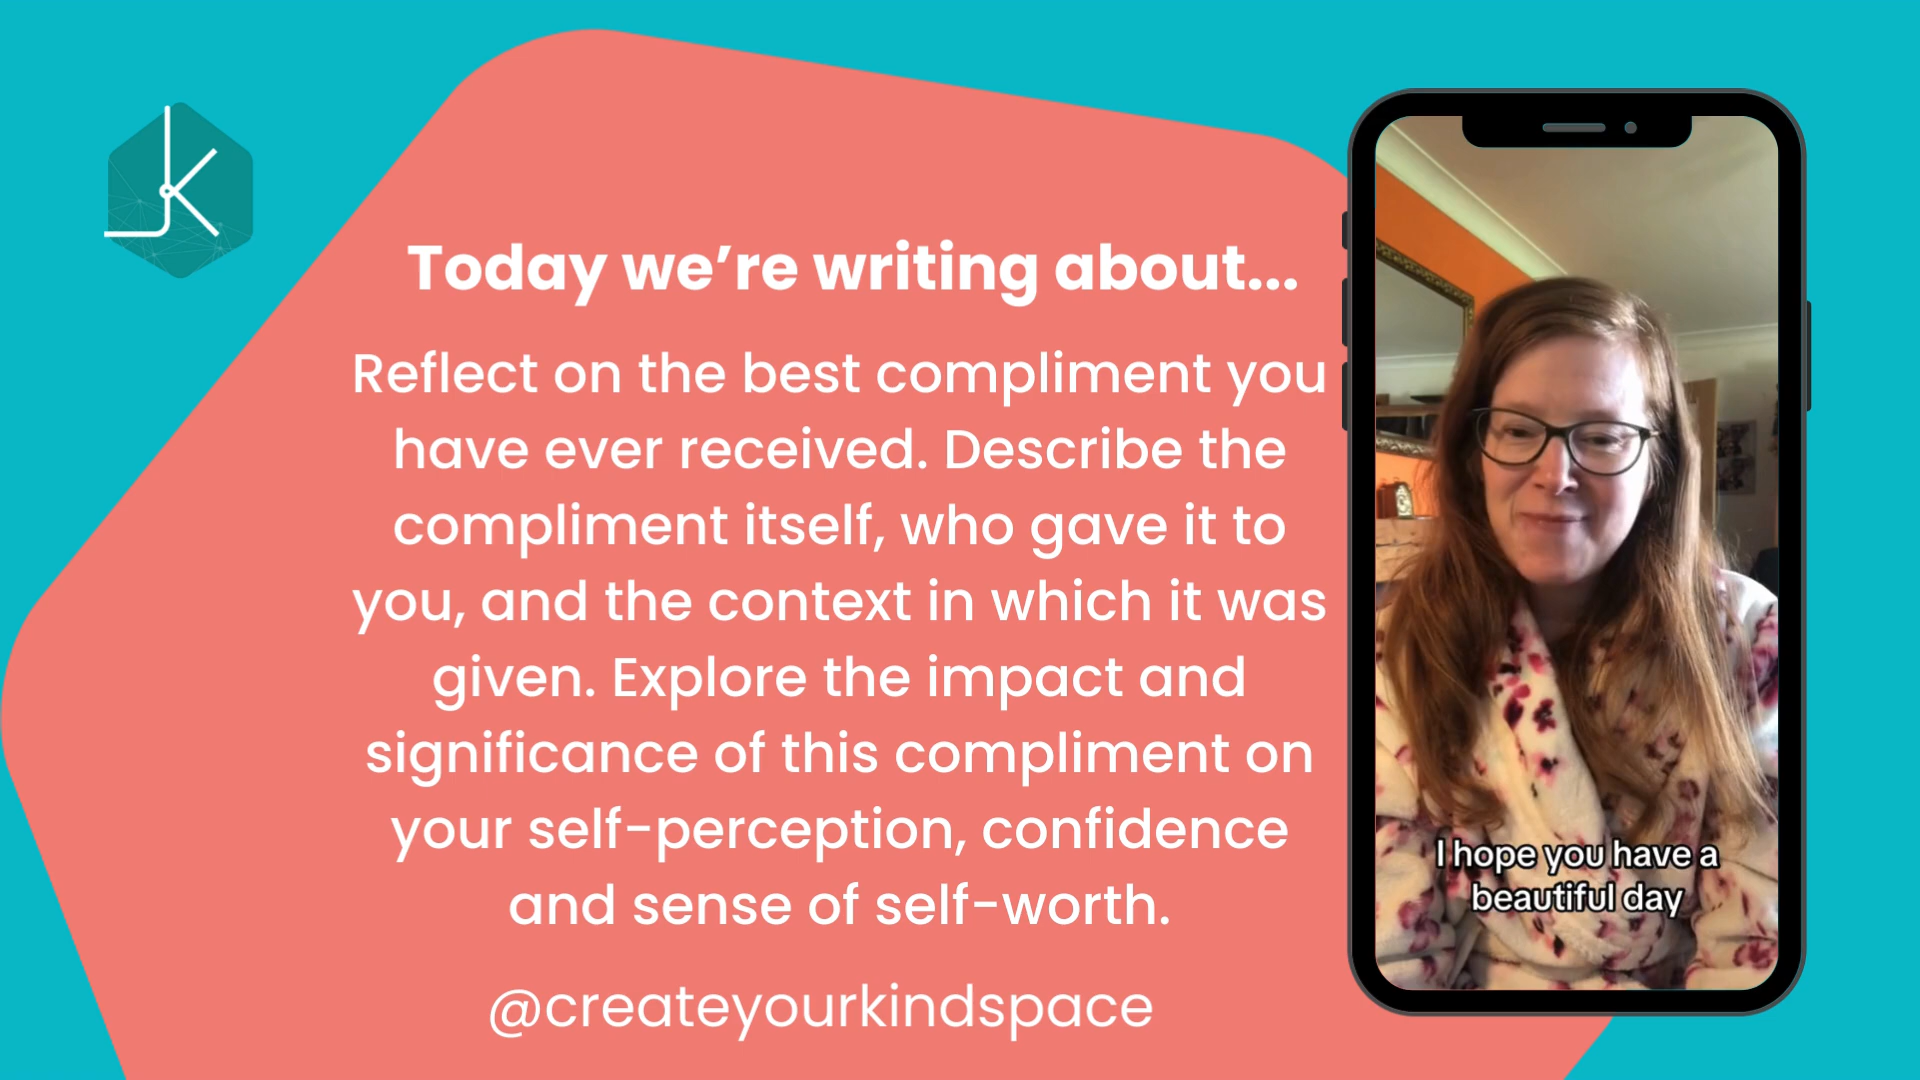 JK
Today we’re writing about...
Reflect on the best compliment you
have ever received. Describe the
compliment itself, who gave it to
you, and the context in which it was
given. Explore the impact and
significance of this compliment on
your self-perception, confidence
and sense of self-worth.
@createyourkindspace
I hope you have a
beautiful day